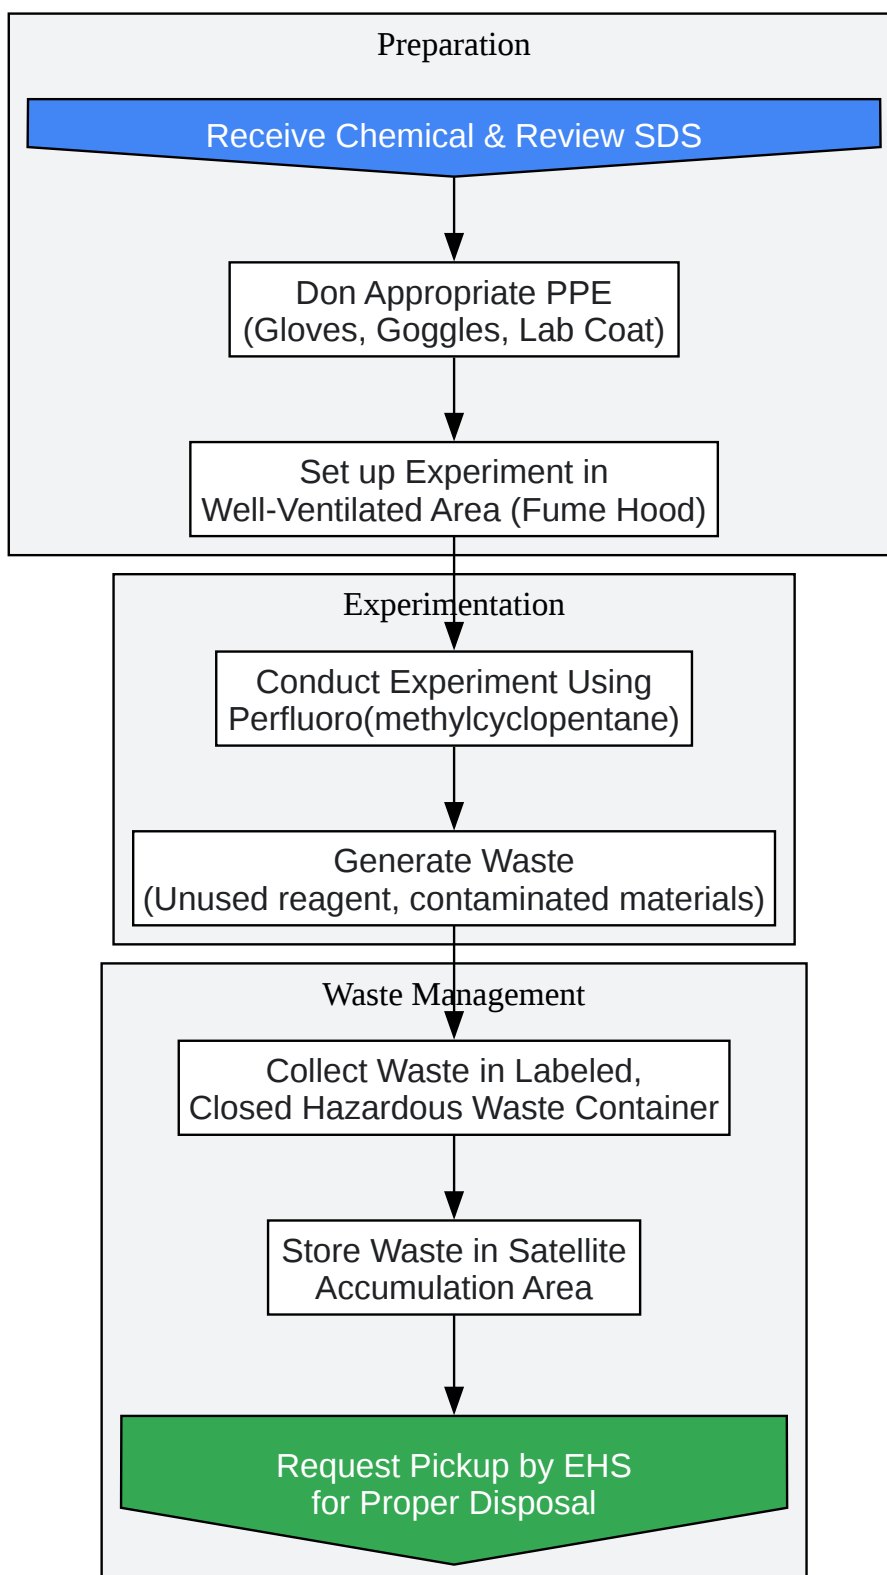 Preparation
Receive Chemical & Review SDS
Don Appropriate PPE
(Gloves, Goggles, Lab Coat)
Set up Experiment in
Well-Ventilated Area (Fume Hood)
Experimentation
Conduct Experiment Using
Perfluoro(methylcyclopentane)
Generate Waste
(Unused reagent, contaminated materials)
Waste Management
Collect Waste in Labeled,
Closed Hazardous Waste Container
Store Waste in Satellite
Accumulation Area
Request Pickup by EHS
for Proper Disposal